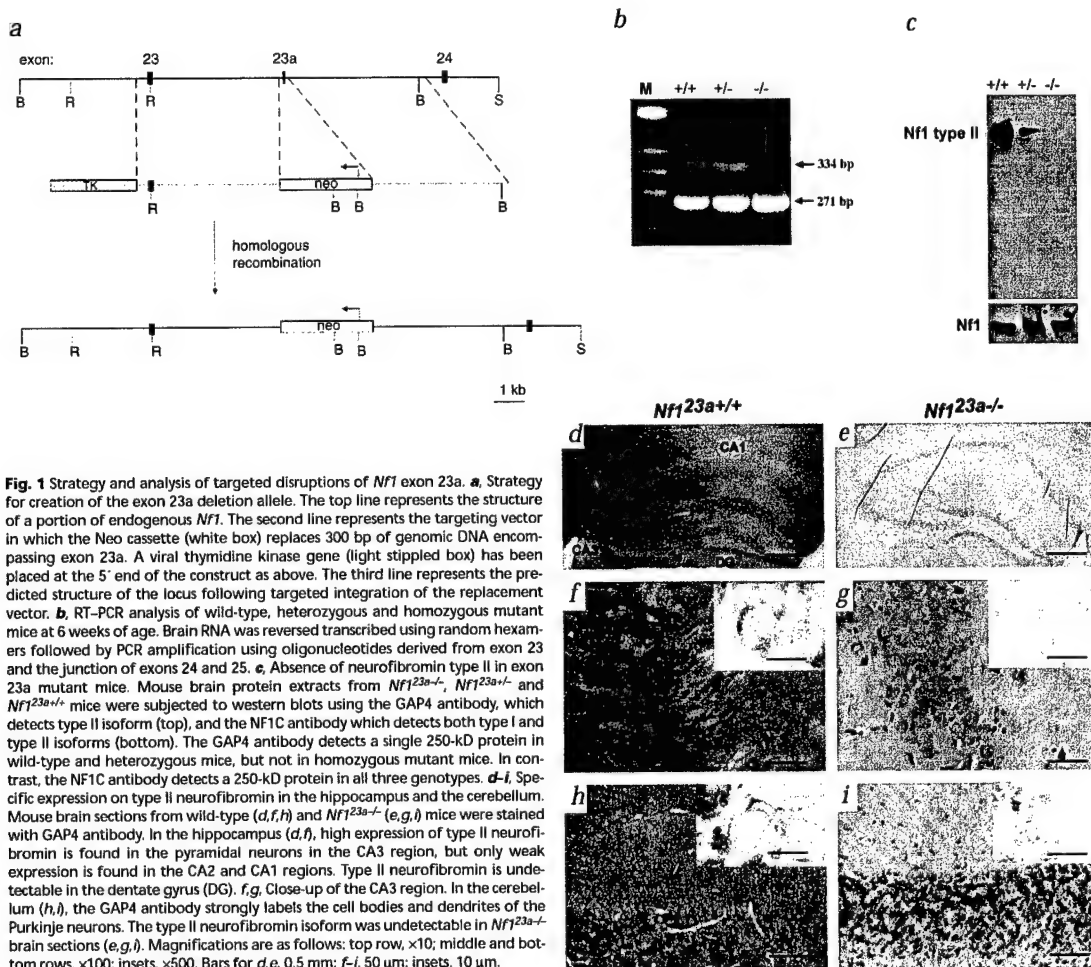 a
exon:
23
23a
24
B
R
R
B
S
TK
neo
R
B
B
B
homologous
recombination
neo
B
R
R
B
B
B
S
1 kb
b
M +/+ +/- -/-
334 bp
271 bp
c
+/+ +/- -/-
Nf1 type II
Nf1
Nf1 23a+/+
Nf1 23a-/-
d
CA1
CA3
DG
e
f
g
h
i
Fig. 1 Strategy and analysis of targeted disruptions of Nf1 exon 23a. a, Strategy
for creation of the exon 23a deletion allele. The top line represents the structure
of a portion of endogenous Nf1. The second line represents the targeting vector
in which the Neo cassette (white box) replaces 300 bp of genomic DNA encom-
passing exon 23a. A viral thymidine kinase gene (light stippled box) has been
placed at the 5´ end of the construct as above. The third line represents the pre-
dicted structure of the locus following targeted integration of the replacement
vector. b, RT–PCR analysis of wild-type, heterozygous and homozygous mutant
mice at 6 weeks of age. Brain RNA was reversed transcribed using random hexam-
ers followed by PCR amplification using oligonucleotides derived from exon 23
and the junction of exons 24 and 25. c, Absence of neurofibromin type II in exon
23a mutant mice. Mouse brain protein extracts from Nf1 23a–/–, Nf1 23a+/– and
Nf1 23a+/+ mice were subjected to western blots using the GAP4 antibody, which
detects type II isoform (top), and the NF1C antibody which detects both type I and
type II isoforms (bottom). The GAP4 antibody detects a single 250-kD protein in
wild-type and heterozygous mice, but not in homozygous mutant mice. In con-
trast, the NF1C antibody detects a 250-kD protein in all three genotypes. d–i, Spe-
cific expression on type II neurofibromin in the hippocampus and the cerebellum.
Mouse brain sections from wild-type (d,f,h) and Nf1 23a–/– (e,g,i) mice were stained
with GAP4 antibody. In the hippocampus (d,f), high expression of type II neurofi-
bromin is found in the pyramidal neurons in the CA3 region, but only weak
expression is found in the CA2 and CA1 regions. Type II neurofibromin is unde-
tectable in the dentate gyrus (DG). f,g, Close-up of the CA3 region. In the cerebel-
lum (h,i), the GAP4 antibody strongly labels the cell bodies and dendrites of the
Purkinje neurons. The type II neurofibromin isoform was undetectable in Nf1 23a–/–
brain sections (e,g,i). Magnifications are as follows: top row, ×10; middle and bot-
tom rows, ×100; insets, ×500. Bars for d,e, 0.5 mm; f–i, 50 µm; insets, 10 µm.